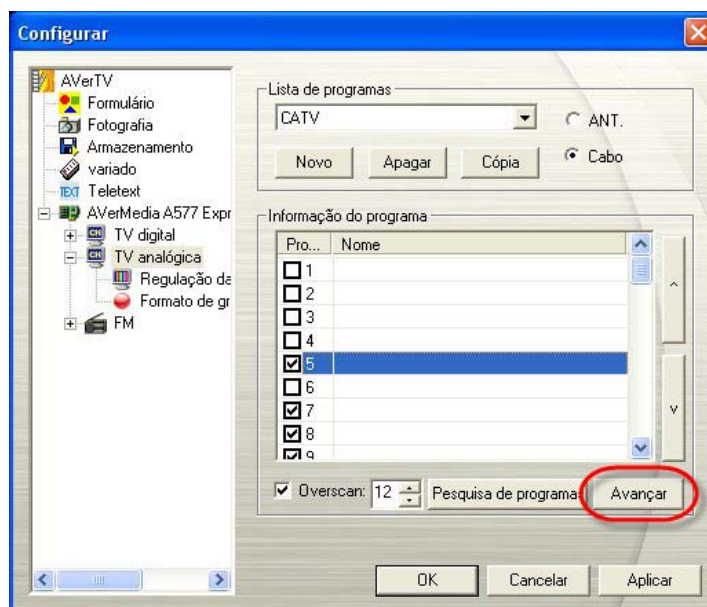 Configurar
AVerTV
Formulário
Fotografia
Armazenamento
variado
TEXT Teletext
AVerMedia A577 Expr
CH TV digital
CH TV analógica
Regulação da
Formato de gr
FM
Lista de programas
CATV
ANT.
Cabo
Novo Apagar Cópia
Informação do programa
Pro... Nome
1
2
3
4
5
6
7
8
9
Overscan: 12 Pesquisa de programas Avançar
OK Cancelar Aplicar